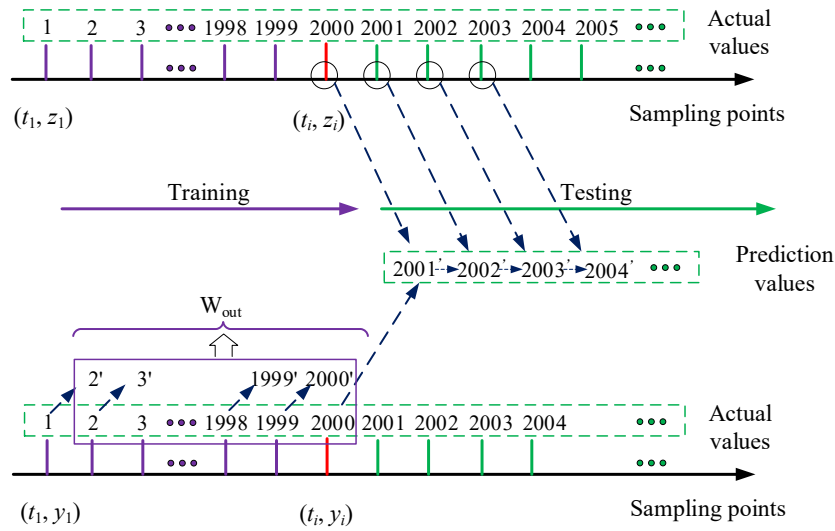 1 2 3 ••• 1998 1999 2000 2001 2002 2003 2004 2005 ••• Actual values
•••  •••
(t1, z1) (ti, zi) Sampling points
Training Testing
2001' 2002' 2003' 2004' ••• Prediction values
Wout
2' 3' 1999' 2000'
1 2 3 ••• 1998 1999 2000 2001 2002 2003 2004 ••• Actual values
••• •••
(t1, y1) (ti, yi) Sampling points